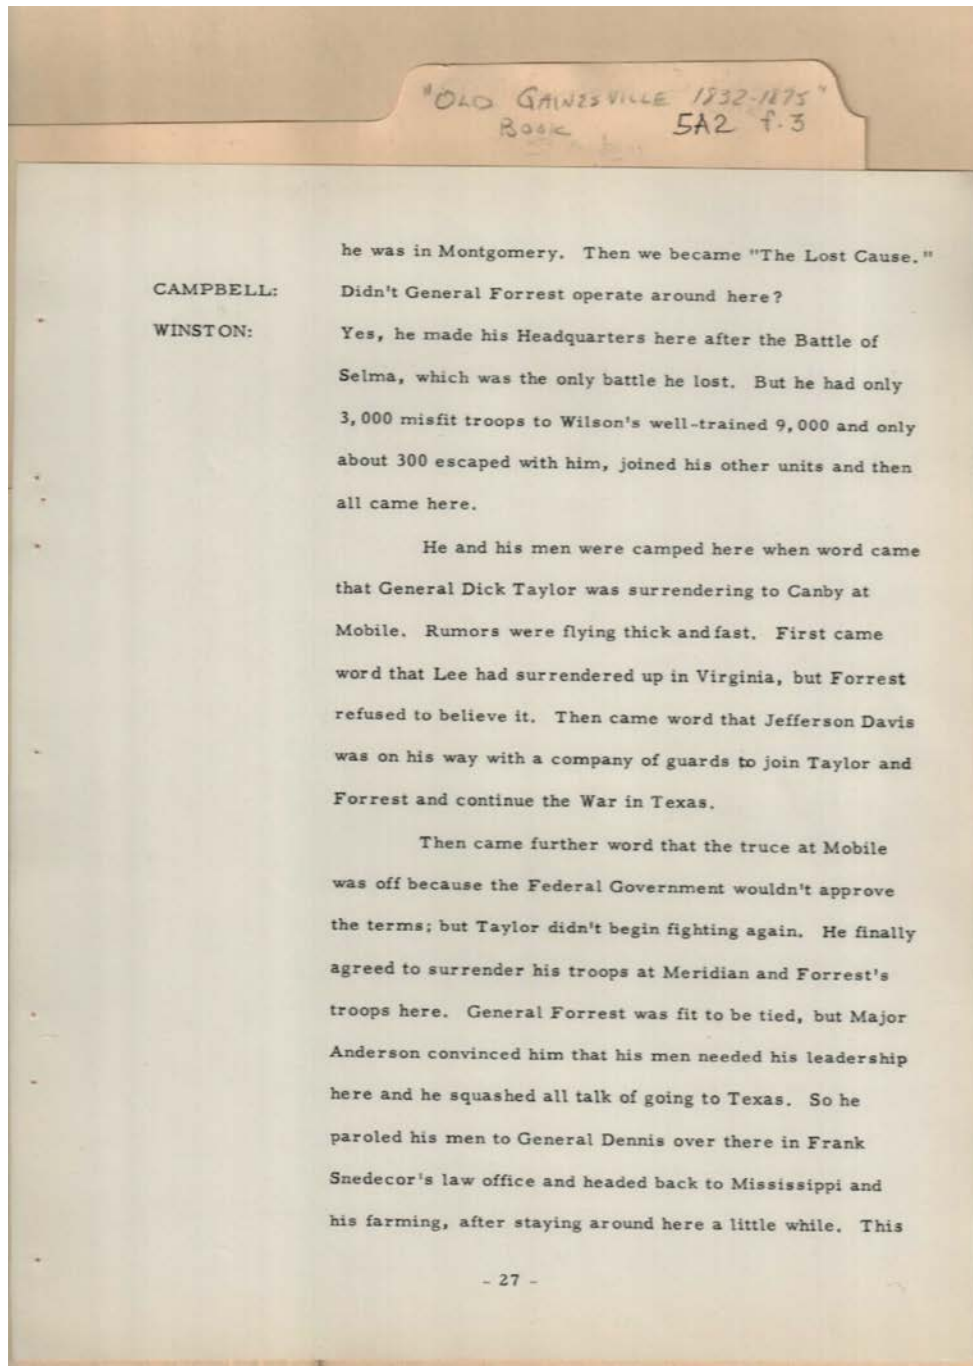 "OLD GAINESVILLE 1832-1875"
BOOK 5A2 f.3
he was in Montgomery. Then we became "The Lost Cause."
CAMPBELL: Didn't General Forrest operate around here?
WINSTON: Yes, he made his Headquarters here after the Battle of
Selma, which was the only battle he lost. But he had only
3,000 misfit troops to Wilson's well-trained 9,000 and only
about 300 escaped with him, joined his other units and then
all came here.
He and his men were camped here when word came
that General Dick Taylor was surrendering to Canby at
Mobile. Rumors were flying thick and fast. First came
word that Lee had surrendered up in Virginia, but Forrest
refused to believe it. Then came word that Jefferson Davis
was on his way with a company of guards to join Taylor and
Forrest and continue the War in Texas.
Then came further word that the truce at Mobile
was off because the Federal Government wouldn't approve
the terms; but Taylor didn't begin fighting again. He finally
agreed to surrender his troops at Meridian and Forrest's
troops here. General Forrest was fit to be tied, but Major
Anderson convinced him that his men needed his leadership
here and he squashed all talk of going to Texas. So he
paroled his men to General Dennis over there in Frank
Snedecor's law office and headed back to Mississippi and
his farming, after staying around here a little while. This
- 27 -